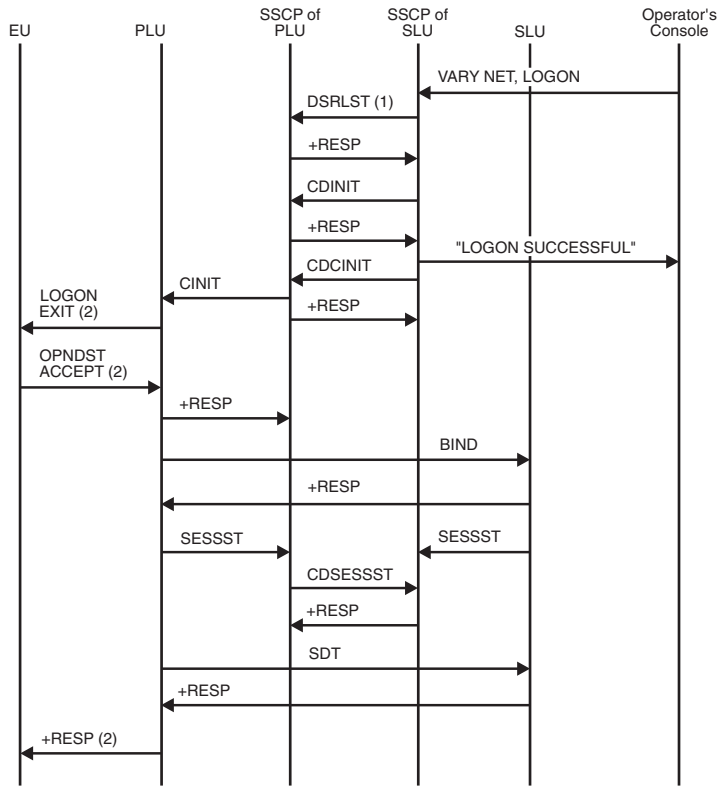 EU
PLU
SSCP of
PLU
SSCP of
SLU
SLU
Operator's
Console
VARY NET, LOGON
DSRLST (1)
+RESP
CDINIT
+RESP
"LOGON SUCCESSFUL"
CDCINIT
CINIT
LOGON
EXIT (2)
+RESP
OPNDST
ACCEPT (2)
+RESP
BIND
+RESP
SESSST
SESSST
CDSESSST
+RESP
SDT
+RESP
+RESP (2)